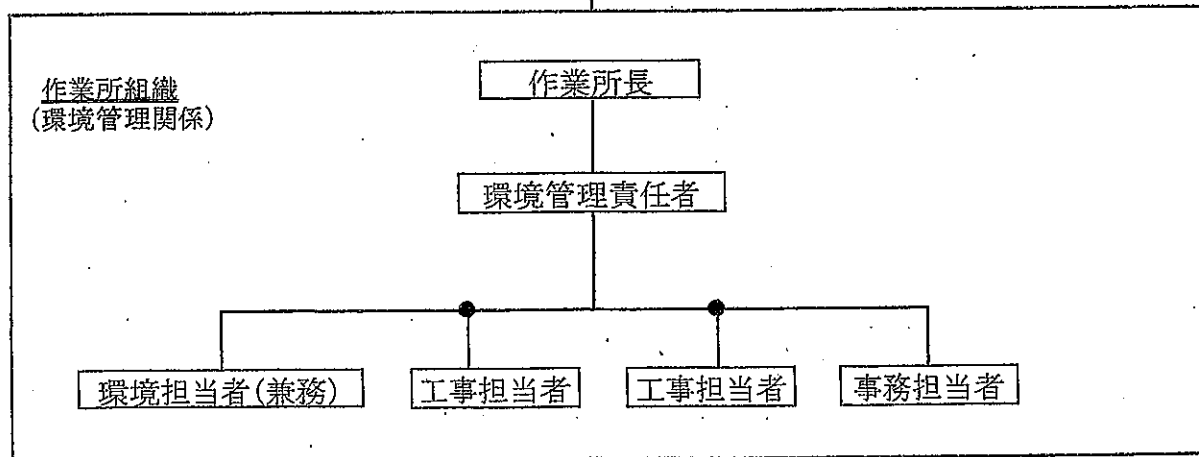 作業所組織
(環境管理関係)
作業所長
環境管理責任者
環境担当者(兼務)
工事担当者
工事担当者
事務担当者